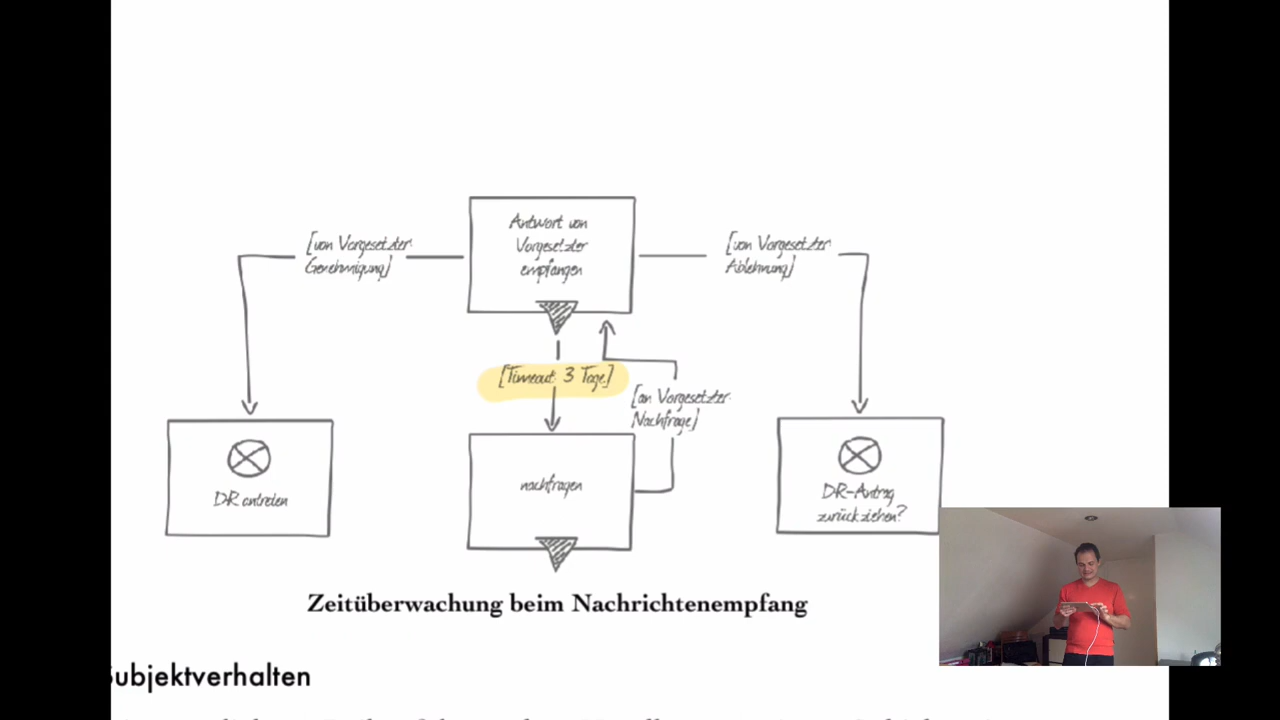 Antwort von
Vorgesetzter
empfangen
[von Vorgesetzter:
Genehmigung]
[von Vorgesetzter:
Ablehnung]
[Timeout: 3 Tage]
[an Vorgesetzter:
Nachfrage]
DR antreten
nachfragen
DR-Antrag
zurückziehen?
Zeitüberwachung beim Nachrichtenempfang
Subjektverhalten